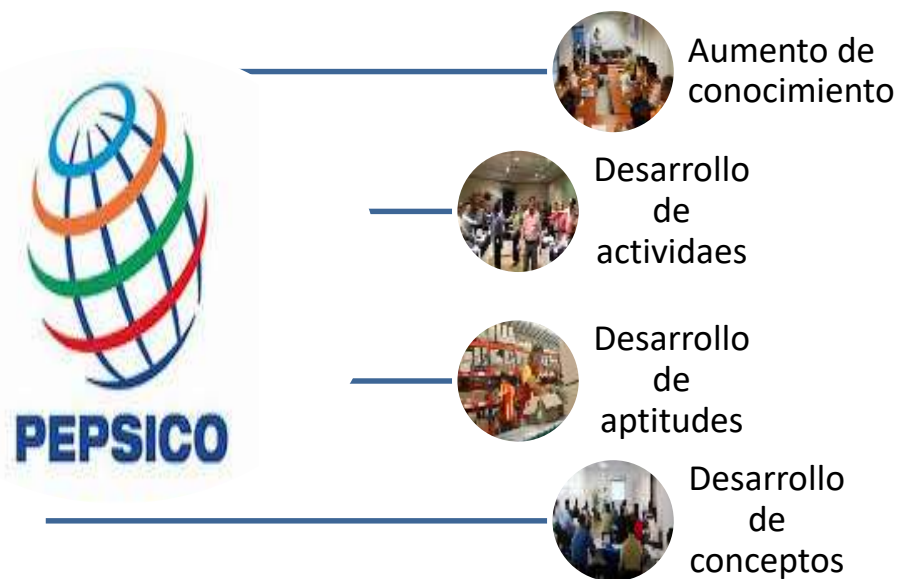 PEPSICO
Aumento de
conocimiento
Desarrollo
de
actividaes
Desarrollo
de
aptitudes
Desarrollo
de
conceptos